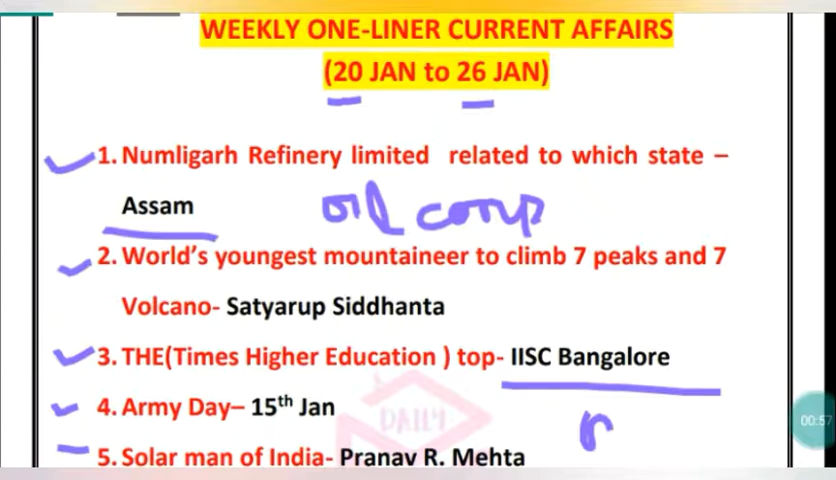 WEEKLY ONE-LINER CURRENT AFFAIRS
(20 JAN to 26 JAN)
1. Numligarh Refinery limited related to which state –
Assam
oil comp
2. World's youngest mountaineer to climb 7 peaks and 7
Volcano- Satyarup Siddhanta
3. THE(Times Higher Education ) top- IISC Bangalore
4. Army Day– 15th Jan
DAILY
00:57
5. Solar man of India- Pranav R. Mehta